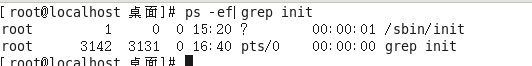 [root@localhost 桌面]# ps -ef|grep init
root         1     0  0 15:20 ?        00:00:01 /sbin/init
root      3142  3131  0 16:40 pts/0    00:00:00 grep init
[root@localhost 桌面]#